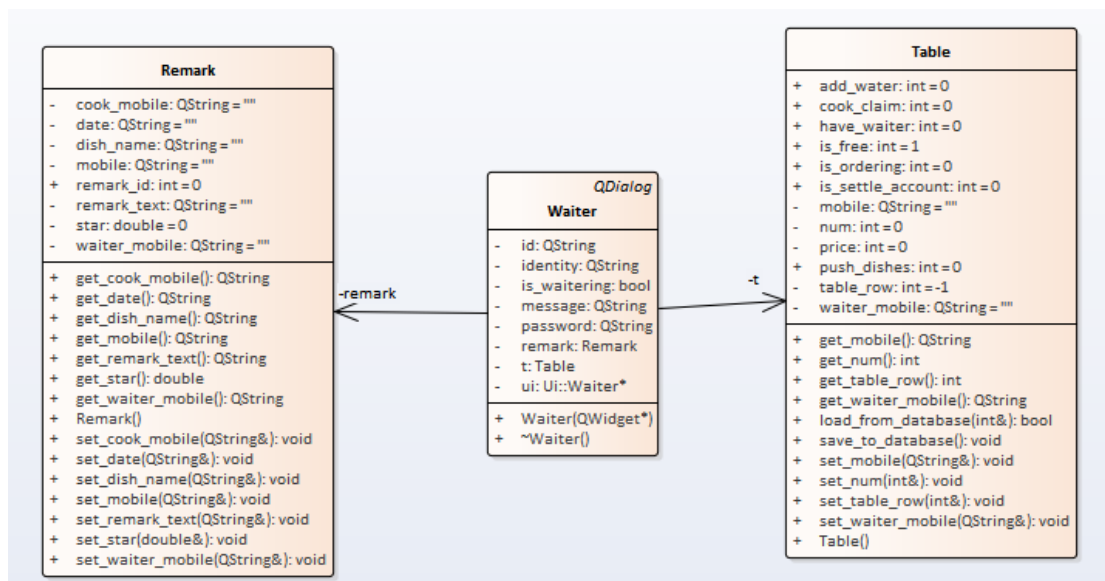 Remark
- cook_mobile: QString = ""
- date: QString = ""
- dish_name: QString = ""
- mobile: QString = ""
+ remark_id: int = 0
- remark_text: QString = ""
- star: double = 0
- waiter_mobile: QString = ""
+ get_cook_mobile(): QString
+ get_date(): QString
+ get_dish_name(): QString
+ get_mobile(): QString
+ get_remark_text(): QString
+ get_star(): double
+ get_waiter_mobile(): QString
+ Remark()
+ set_cook_mobile(QString&): void
+ set_date(QString&): void
+ set_dish_name(QString&): void
+ set_mobile(QString&): void
+ set_remark_text(QString&): void
+ set_star(double&): void
+ set_waiter_mobile(QString&): void
-remark
QDialog
Waiter
- id: QString
- identity: QString
- is_waitering: bool
- message: QString
- password: QString
- remark: Remark
- t: Table
- ui: Ui::Waiter*
+ Waiter(QWidget*)
+ ~Waiter()
-t
Table
+ add_water: int = 0
+ cook_claim: int = 0
+ have_waiter: int = 0
+ is_free: int = 1
+ is_ordering: int = 0
+ is_settle_account: int = 0
- mobile: QString = ""
- num: int = 0
- price: int = 0
+ push_dishes: int = 0
- table_row: int = -1
- waiter_mobile: QString = ""
+ get_mobile(): QString
+ get_num(): int
+ get_table_row(): int
+ get_waiter_mobile(): QString
+ load_from_database(int&): bool
+ save_to_database(): void
+ set_mobile(QString&): void
+ set_num(int&): void
+ set_table_row(int&): void
+ set_waiter_mobile(QString&): void
+ Table()